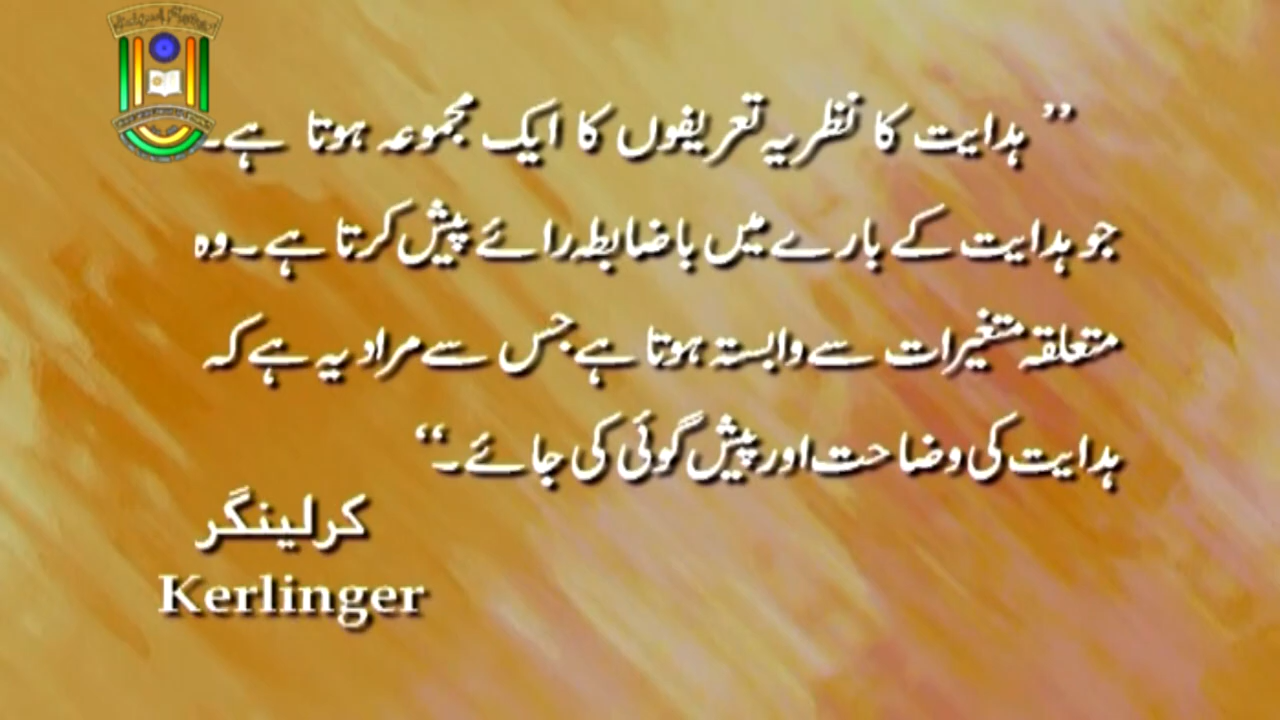 ” ہدایت کا نظریہ تعریفوں کا ایک مجموعہ ہوتا ہے۔
جو ہدایت کے بارے میں باضابطہ رائے پیش کرتا ہے۔ وہ
متعلقہ متغیرات سے وابستہ ہوتا ہے جس سے مراد یہ ہے کہ
ہدایت کی وضاحت اور پیش گوئی کی جائے۔“
کرلینگر
Kerlinger